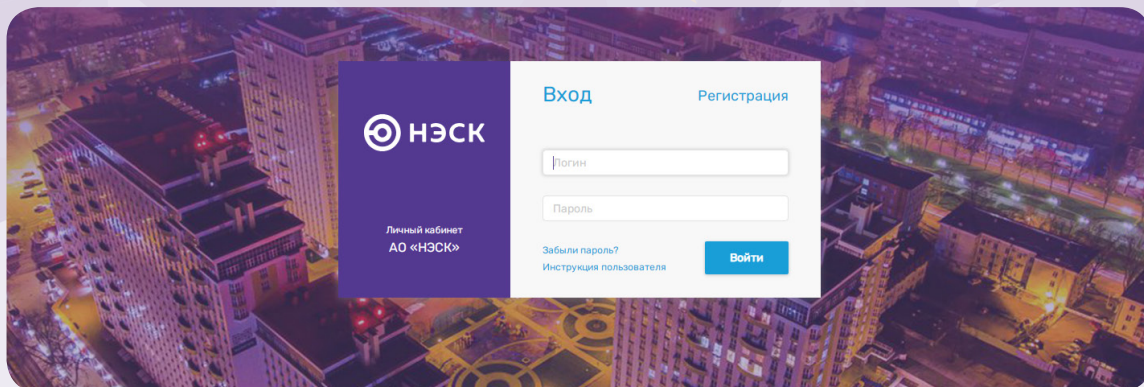 НЭСК
Личный кабинет
АО «НЭСК»
Вход
Регистрация
Логин
Пароль
Забыли пароль?
Инструкция пользователя
Войти